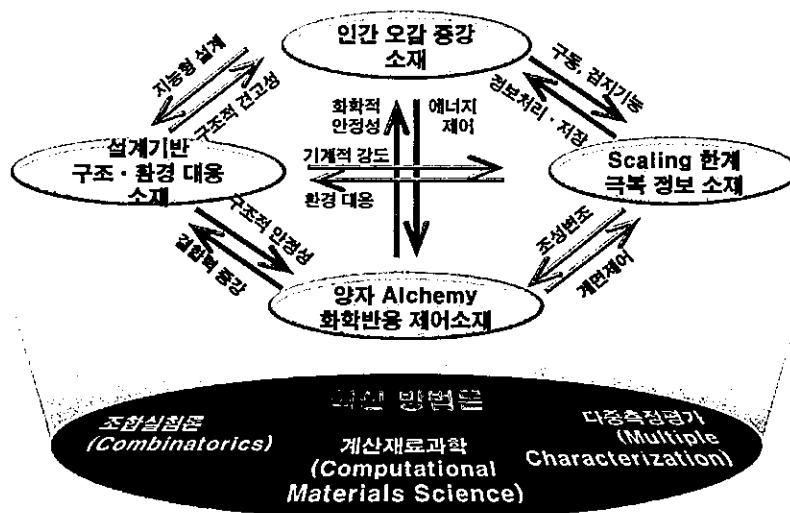 인간 오감 증강
소재
지능형 설계
구조적 견고성
구동, 검지기능
정보처리 · 저장
화학적
안정성
에너지
제어
설계기반
구조 · 환경 대응
소재
기계적 강도
환경 대응
Scaling 한계
극복 정보 소재
구조적 안정성
결합력 증강
조성변조
계면제어
양자 Alchemy
화학반응 제어소재
핵심 방법론
조합실험론
(Combinatorics)
계산재료과학
(Computational
Materials Science)
다중측정평가
(Multiple
Characterization)